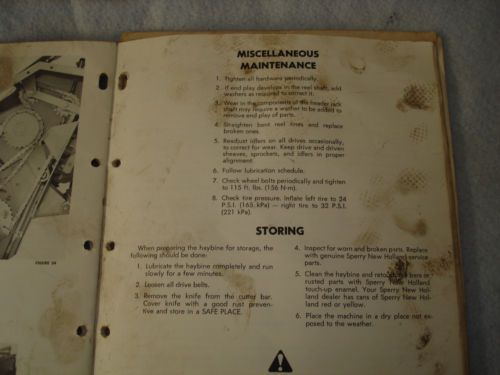 MISCELLANEOUS
MAINTENANCE
1. Tighten all hardware periodically.
2. If end play develops in the reel shaft, add
washers as required to correct it.
3. Wear in the components of the header rack
shaft may require a washer to be added to
remove end play of parts.
4. Straighten bent reel tines and replace
broken ones.
5. Readjust idlers on all drives occasionally,
to correct for wear. Keep drive and driven
sheaves, sprockets, and idlers in proper
alignment.
6. Follow lubrication schedule.
7. Check wheel bolts periodically and tighten
to 115 ft. lbs. (156 N·m).
8. Check tire pressure. Inflate left tire to 24
P.S.I. (165 kPa) — right tire to 32 P.S.I.
(221 kPa).
STORING
When preparing the haybine for storage, the
following should be done:
1. Lubricate the haybine completely and run
slowly for a few minutes.
2. Loosen all drive belts.
3. Remove the knife from the cutter bar.
Cover knife with a good rust preven-
tive and store in a SAFE PLACE.
4. Inspect for worn and broken parts. Replace
with genuine Sperry New Holland service
parts.
5. Clean the haybine and retouch the bare or
rusted parts with Sperry New Holland
touch-up enamel. Your Sperry New Hol-
land dealer has cans of Sperry New Hol-
land red or yellow.
6. Place the machine in a dry place not ex-
posed to the weather.